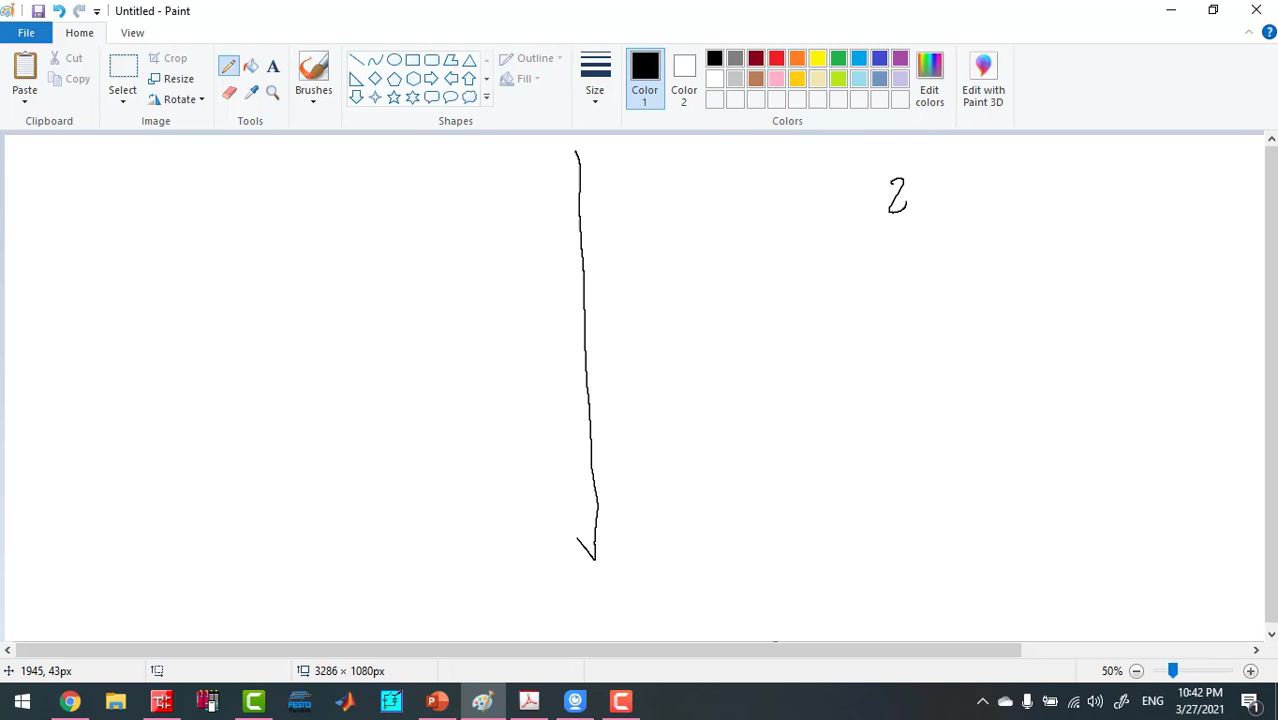 Untitled - Paint
File Home View
Paste
Cut
Copy
Clipboard
Select
Crop
Resize
Rotate
Image
A
Tools
Brushes
Outline
Fill
Shapes
Size
Color 1
Color 2
Edit colors
Colors
Edit with Paint 3D
2
1945, 43px
3286 × 1080px
50%
FESTO
ENG
10:42 PM
3/27/2021